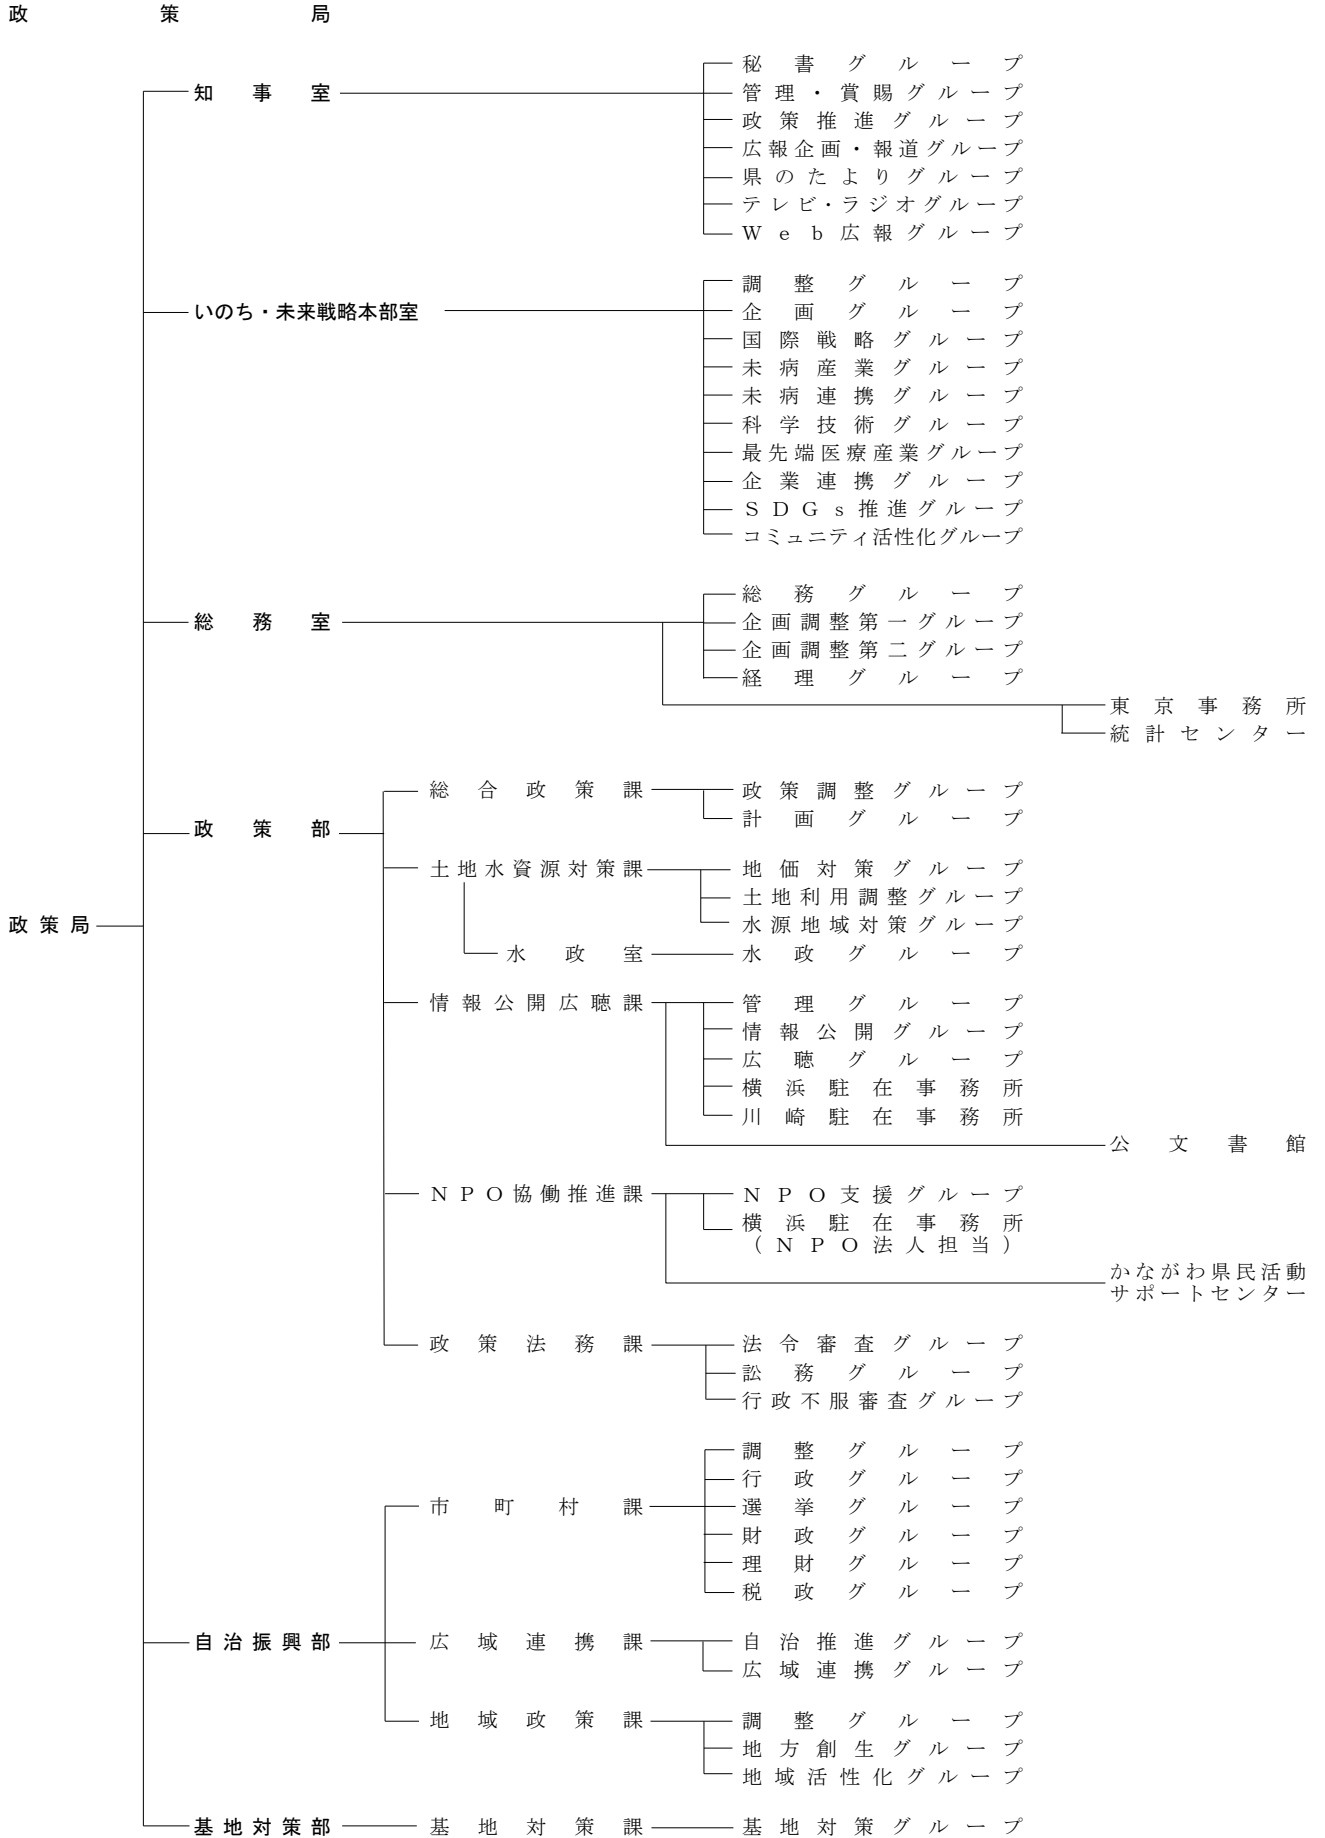 政策局
秘書グループ
知事室 管理・賞賜グループ
政策推進グループ
広報企画・報道グループ
県のたよりグループ
テレビ・ラジオグループ
Ｗｅｂ広報グループ
調整グループ
いのち・未来戦略本部室 企画グループ
国際戦略グループ
未病産業グループ
未病連携グループ
科学技術グループ
最先端医療産業グループ
企業連携グループ
ＳＤＧｓ推進グループ
コミュニティ活性化グループ
総務グループ
総務室 企画調整第一グループ
企画調整第二グループ
経理グループ
東京事務所
統計センター
総合政策課 政策調整グループ
計画グループ
政策部
土地水資源対策課 地価対策グループ
土地利用調整グループ
水源地域対策グループ
政策局
水政室 水政グループ
情報公開広聴課 管理グループ
情報公開グループ
広聴グループ
横浜駐在事務所
川崎駐在事務所
公文書館
ＮＰＯ協働推進課 ＮＰＯ支援グループ
横浜駐在事務所
（ＮＰＯ法人担当）
かながわ県民活動
サポートセンター
政策法務課 法令審査グループ
訟務グループ
行政不服審査グループ
調整グループ
行政グループ
市町村課 選挙グループ
財政グループ
理財グループ
税政グループ
自治振興部 広域連携課 自治推進グループ
広域連携グループ
地域政策課 調整グループ
地方創生グループ
地域活性化グループ
基地対策部 基地対策課 基地対策グループ